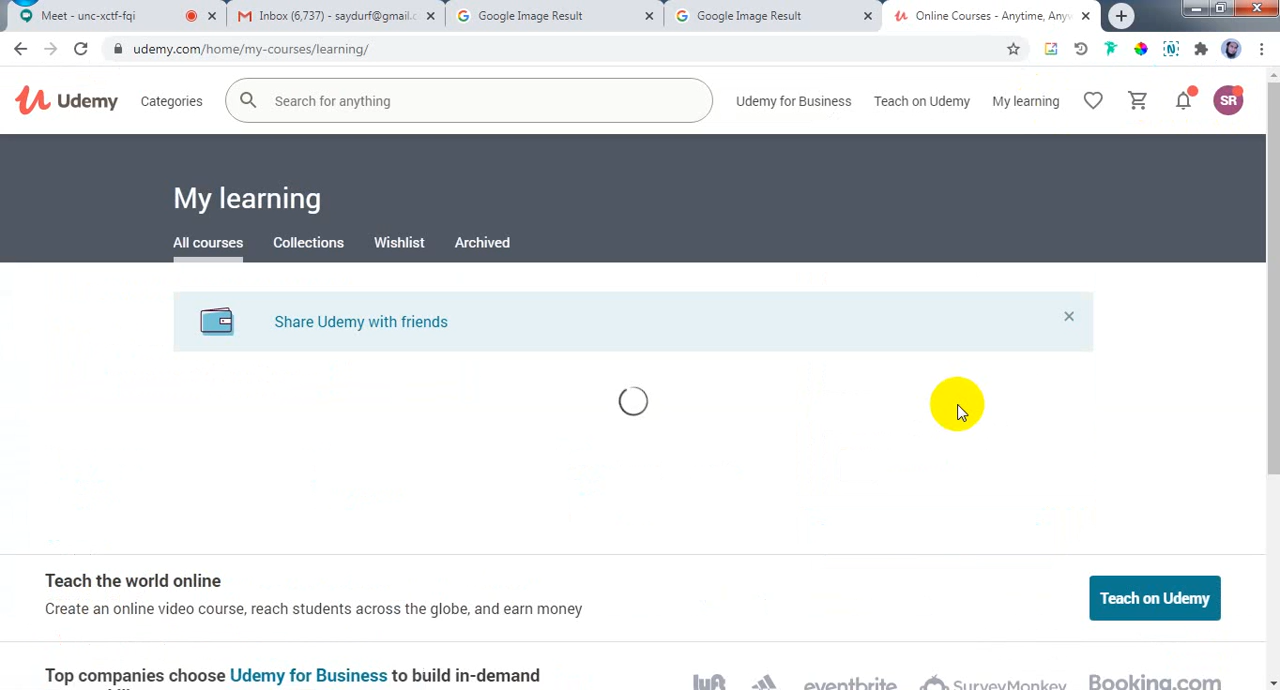 Meet - unc-xctf-fqi
Inbox (6,737) - saydurf@gmail.c
Google Image Result
Google Image Result
Online Courses - Anytime, Anyw
udemy.com/home/my-courses/learning/
Udemy
Categories
Search for anything
Udemy for Business
Teach on Udemy
My learning
SR
My learning
All courses
Collections
Wishlist
Archived
Share Udemy with friends
Teach the world online
Create an online video course, reach students across the globe, and earn money
Teach on Udemy
Top companies choose Udemy for Business to build in-demand
lyft
eventbrite
SurveyMonkey
Booking.com